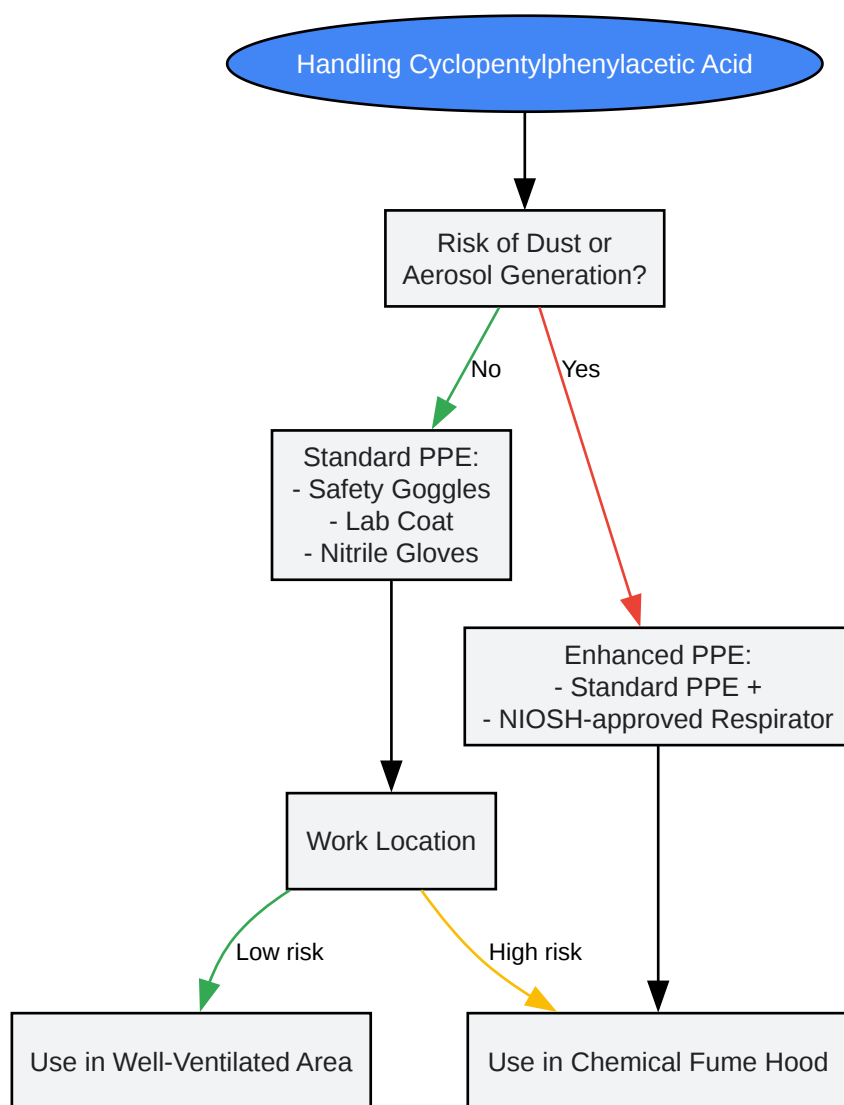 Handling Cyclopentylphenylacetic Acid
Risk of Dust or
Aerosol Generation?
No
Yes
Standard PPE:
- Safety Goggles
- Lab Coat
- Nitrile Gloves
Enhanced PPE:
- Standard PPE +
- NIOSH-approved Respirator
Work Location
Low risk
High risk
Use in Well-Ventilated Area
Use in Chemical Fume Hood